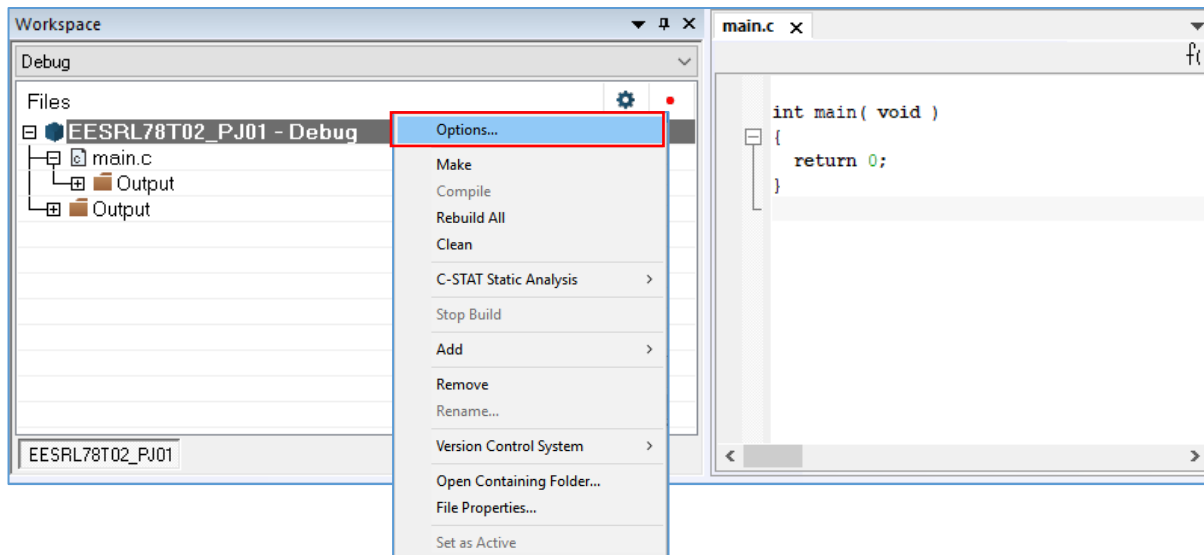 Workspace
Debug
Files
EESRL78T02_PJ01 - Debug
main.c
Output
Output
EESRL78T02_PJ01
Options...
Make
Compile
Rebuild All
Clean
C-STAT Static Analysis
Stop Build
Add
Remove
Rename...
Version Control System
Open Containing Folder...
File Properties...
Set as Active
main.c
f(
int main( void )
{
return 0;
}